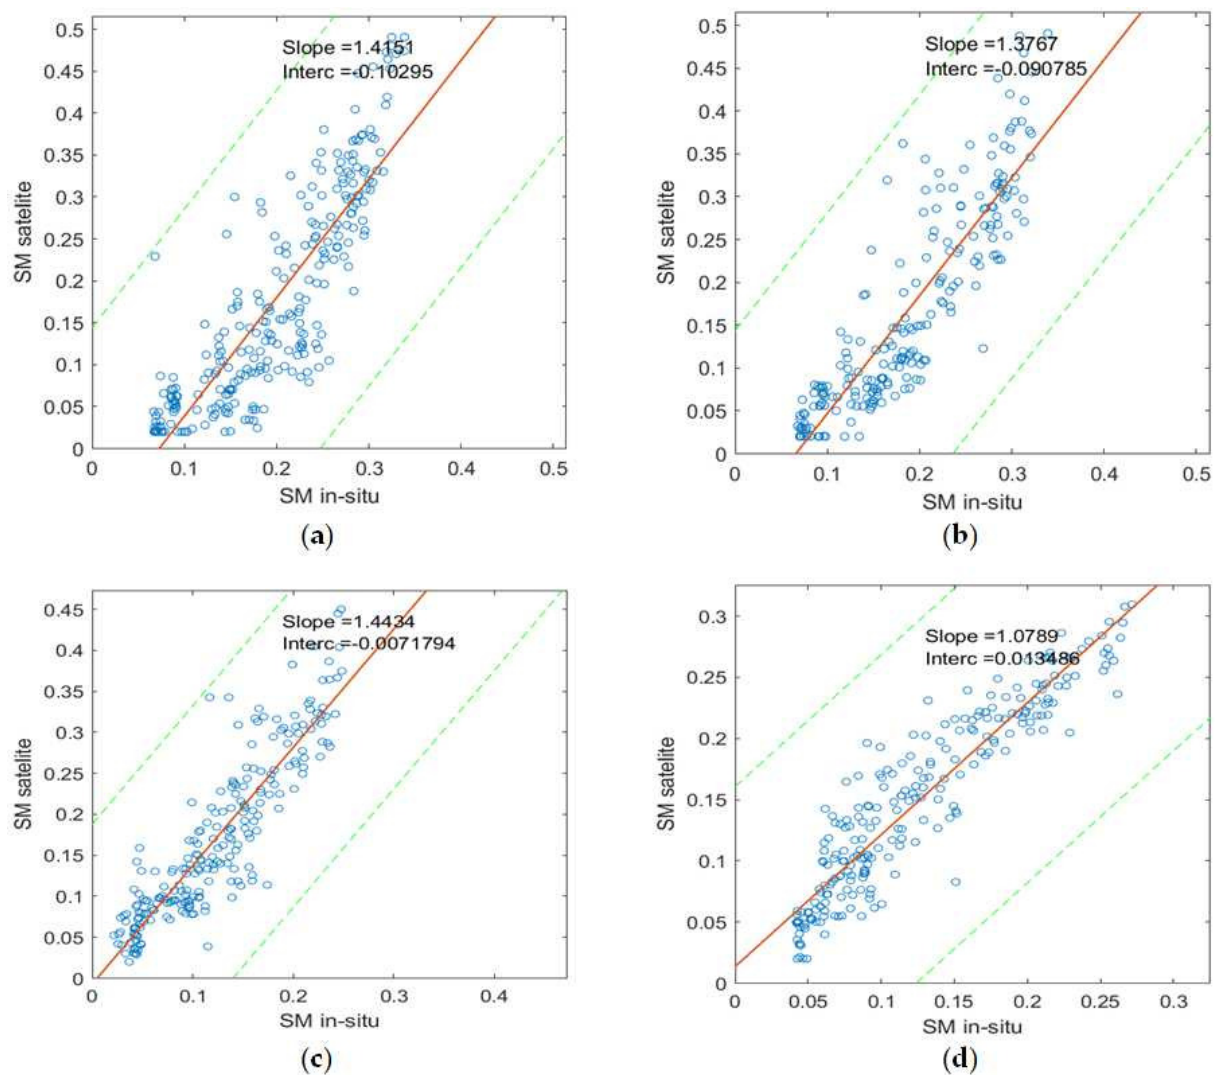 0.5
0.45
0.4
0.35
0.3
0.25
0.2
0.15
0.1
0.05
0
SM satelite
Slope =1.4151
Interc =-0.10295
0 0.1 0.2 0.3 0.4 0.5
SM in-situ
(a)
0.5
0.45
0.4
0.35
0.3
0.25
0.2
0.15
0.1
0.05
0
SM satelite
Slope =1.3767
Interc =-0.090785
0 0.1 0.2 0.3 0.4 0.5
SM in-situ
(b)
0.45
0.4
0.35
0.3
0.25
0.2
0.15
0.1
0.05
0
SM satelite
Slope =1.4434
Interc =-0.0071794
0 0.1 0.2 0.3 0.4
SM in-situ
(c)
0.3
0.25
0.2
0.15
0.1
0.05
0
SM satelite
Slope =1.0789
Interc =0.013486
0 0.05 0.1 0.15 0.2 0.25 0.3
SM in-situ
(d)